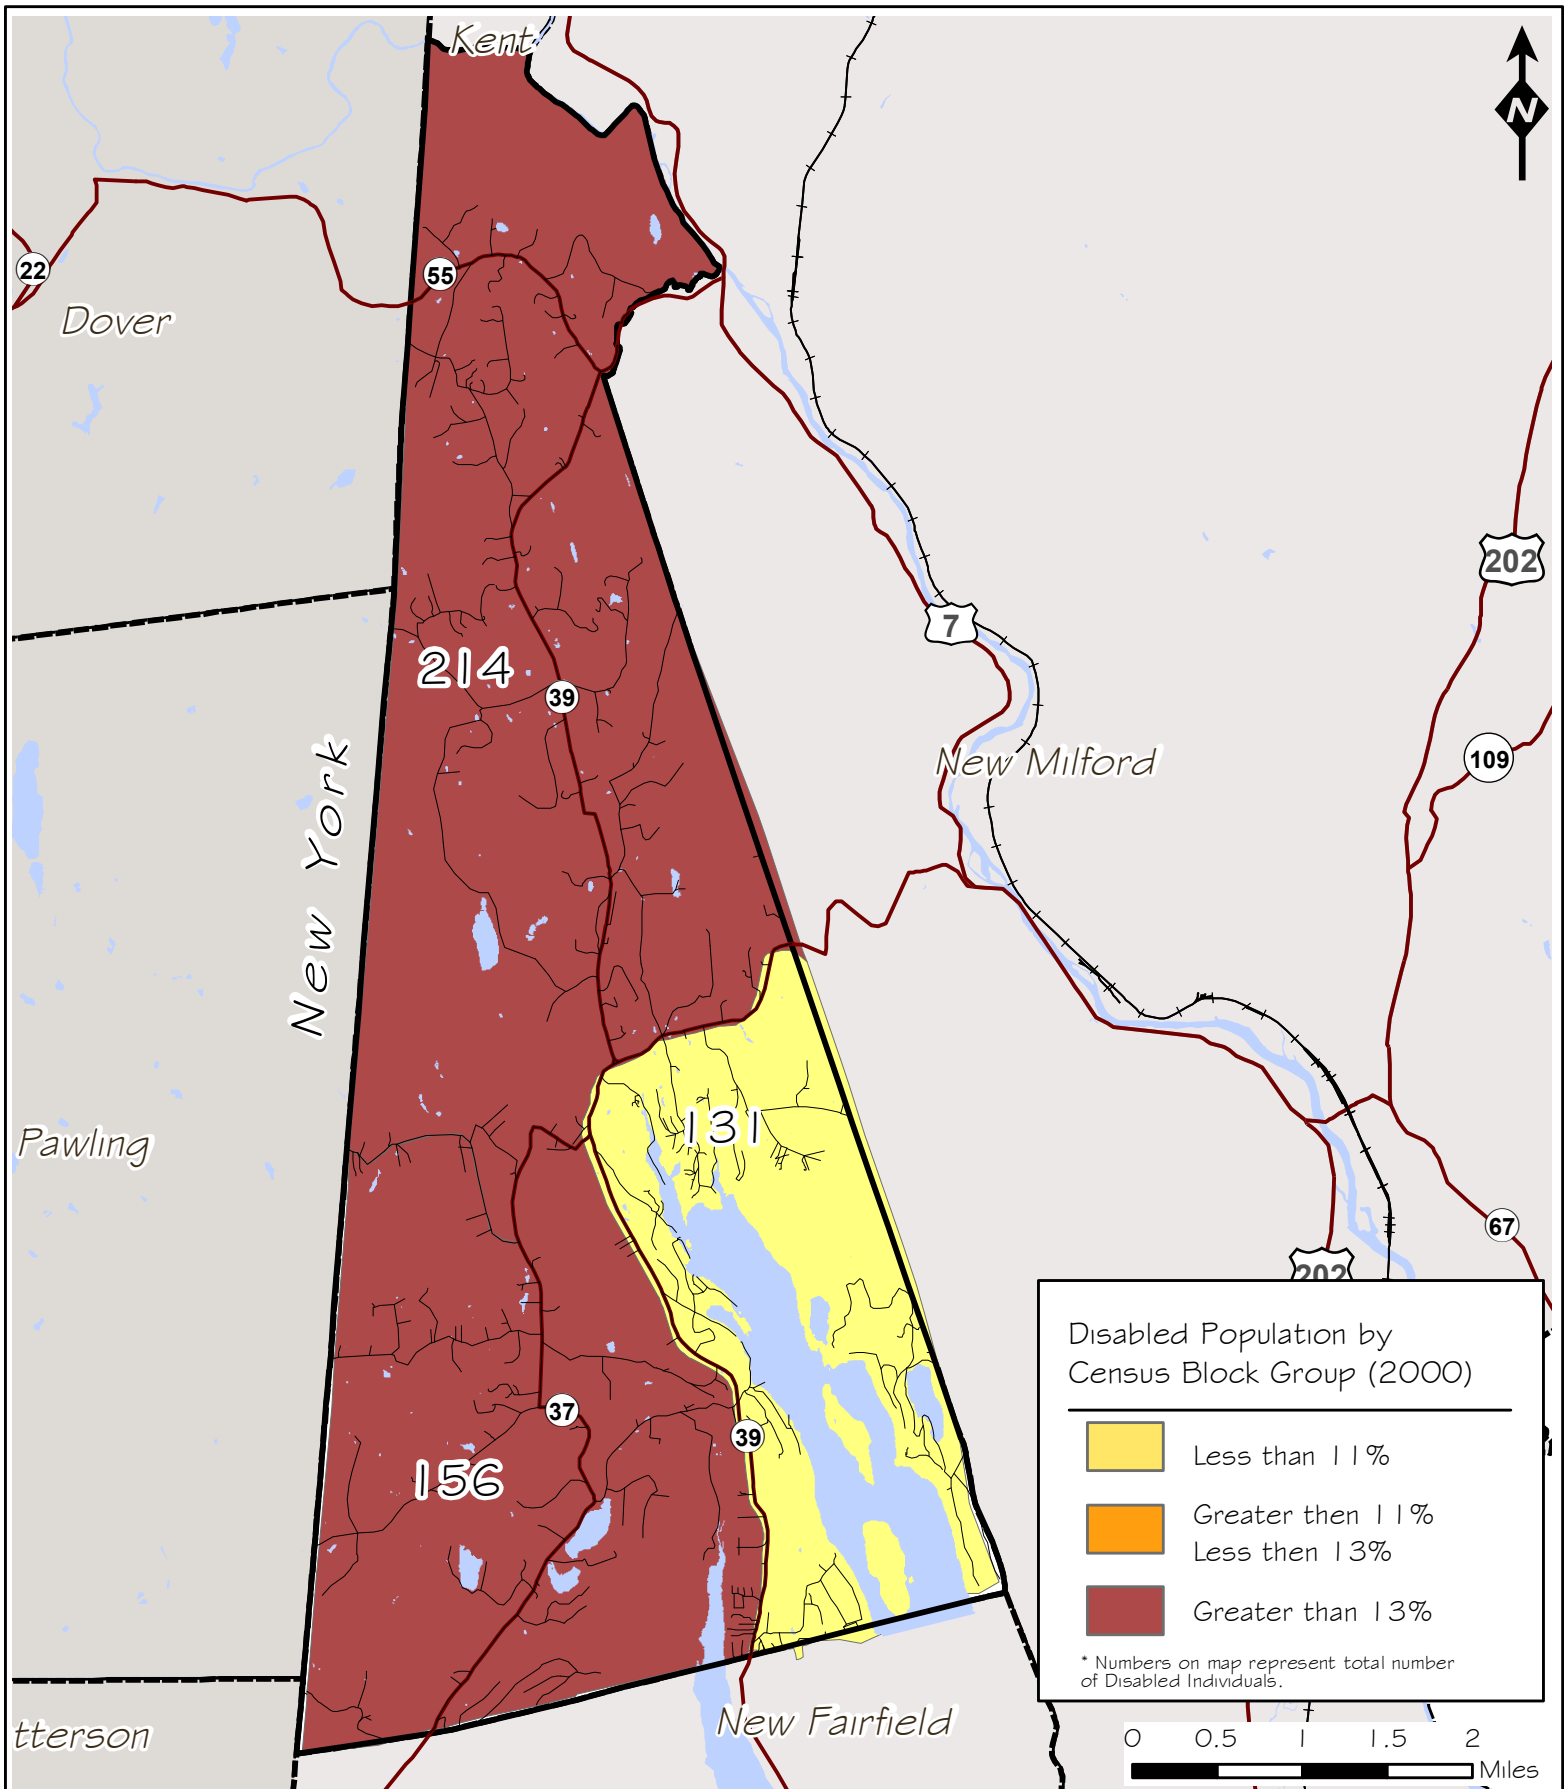 Kent
N
22
55
Dover
202
7
214
39
New Milford
109
New York
131
Pawling
67
202
Disabled Population by
Census Block Group (2000)
37
39
Less than 11%
156
Greater then 11%
Less then 13%
Greater than 13%
* Numbers on map represent total number
of Disabled Individuals.
New Fairfield
tterson
0 0.5 1 1.5 2
Miles